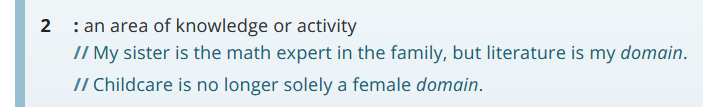 2 : an area of knowledge or activity
// My sister is the math expert in the family, but literature is my domain.
// Childcare is no longer solely a female domain.